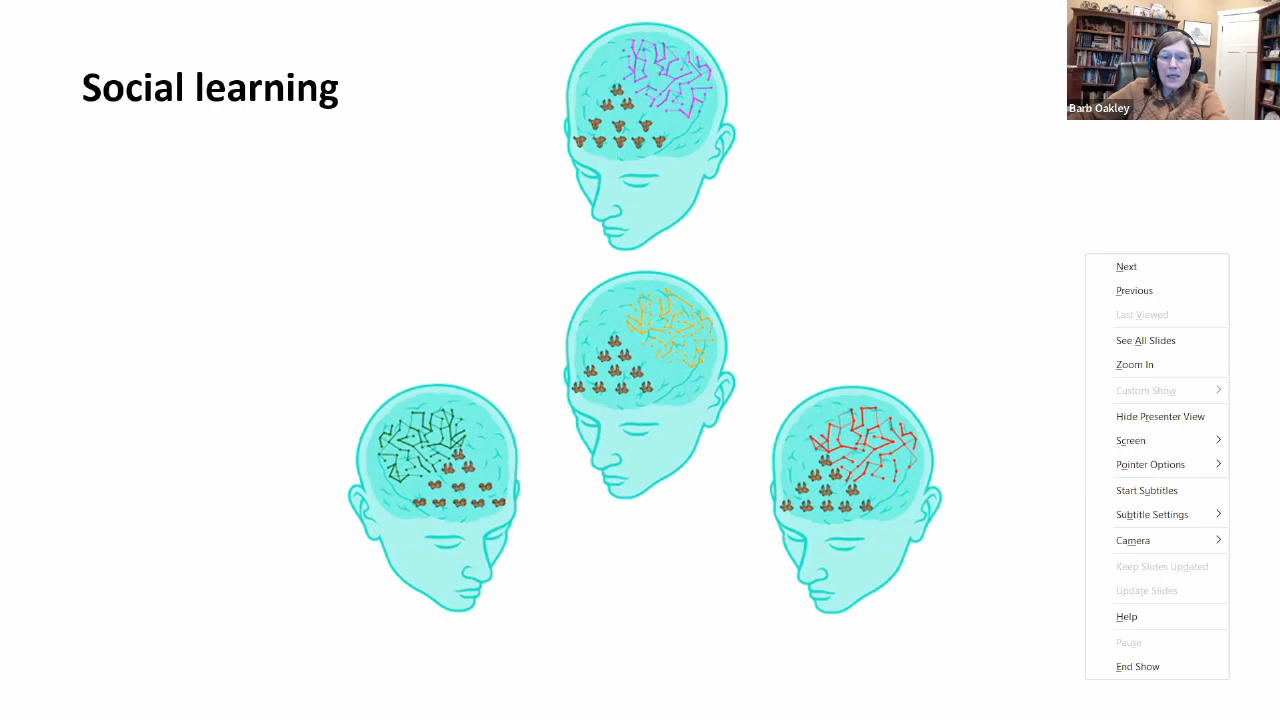 Social learning
Barb Oakley
Next
Previous
Last Viewed
See All Slides
Zoom In
Custom Show
Hide Presenter View
Screen
Pointer Options
Start Subtitles
Subtitle Settings
Camera
Keep Slides Updated
Update Slides
Help
Pause
End Show